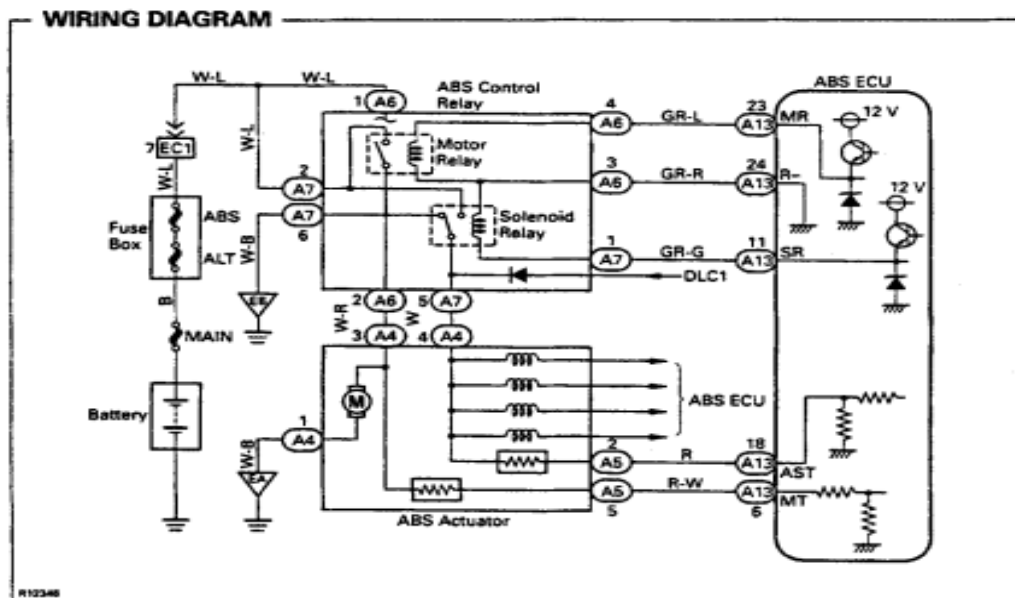 WIRING DIAGRAM
W-L W-L
ABS Control Relay
ABS ECU
1 A6
4 A6 GR-L 23 A13 MR
12 V
7 EC1
W-L
W-L
Motor Relay
2 A7
3 A6 GR-R 24 A13 R-
12 V
A7 6
Solenoid Relay
Fuse Box
ABS
ALT
W-B
1 A7 GR-G 11 A13 SR
DLC1
EB
B
2 A6 5 A7
W-R W
3 A4 4 A4
MAIN
Battery
M
ABS ECU
1 A4
W-B
EA
2 A5 R 18 A13 AST
A5 5 R-W A13 6 MT
ABS Actuator